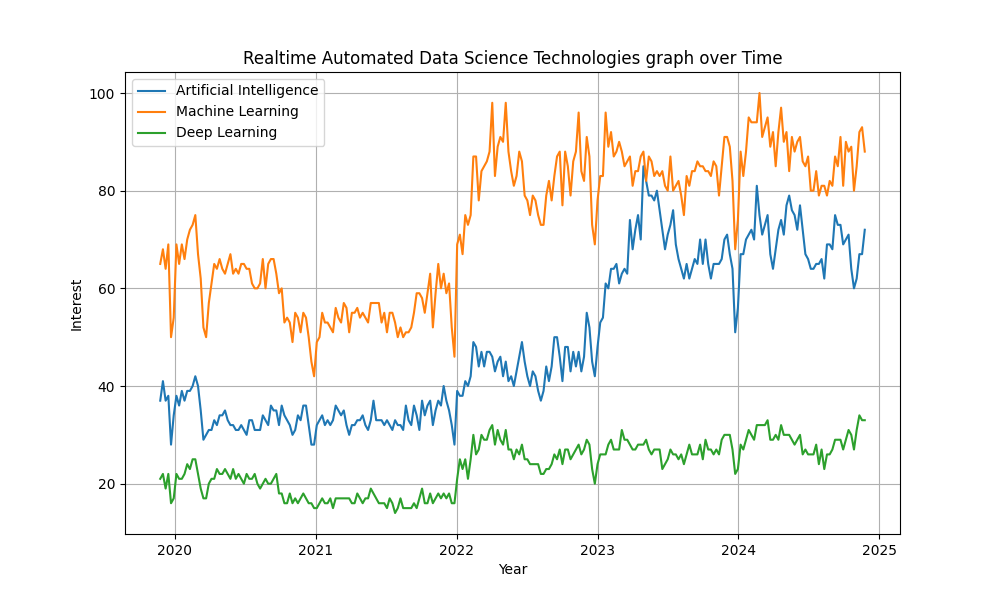 Realtime Automated Data Science Technologies graph over Time
Artificial Intelligence
Machine Learning
Deep Learning
100
80
60
40
20
Interest
2020 2021 2022 2023 2024 2025
Year